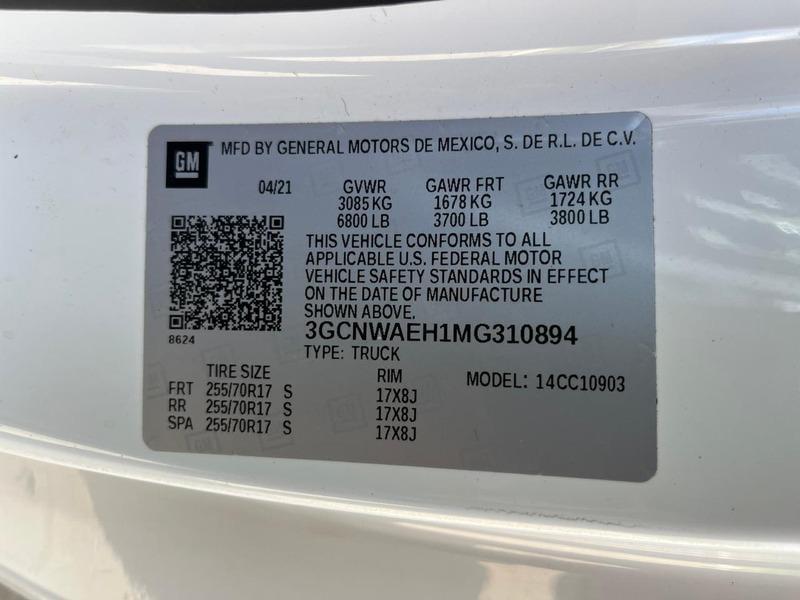 GM MFD BY GENERAL MOTORS DE MEXICO, S. DE R.L. DE C.V.
04/21 GVWR GAWR FRT GAWR RR
3085 KG 1678 KG 1724 KG
6800 LB 3700 LB 3800 LB
THIS VEHICLE CONFORMS TO ALL
APPLICABLE U.S. FEDERAL MOTOR
VEHICLE SAFETY STANDARDS IN EFFECT
ON THE DATE OF MANUFACTURE
SHOWN ABOVE.
8624
3GCNWAEH1MG310894
TYPE: TRUCK
TIRE SIZE RIM MODEL: 14CC10903
FRT 255/70R17 S 17X8J
RR 255/70R17 S 17X8J
SPA 255/70R17 S 17X8J